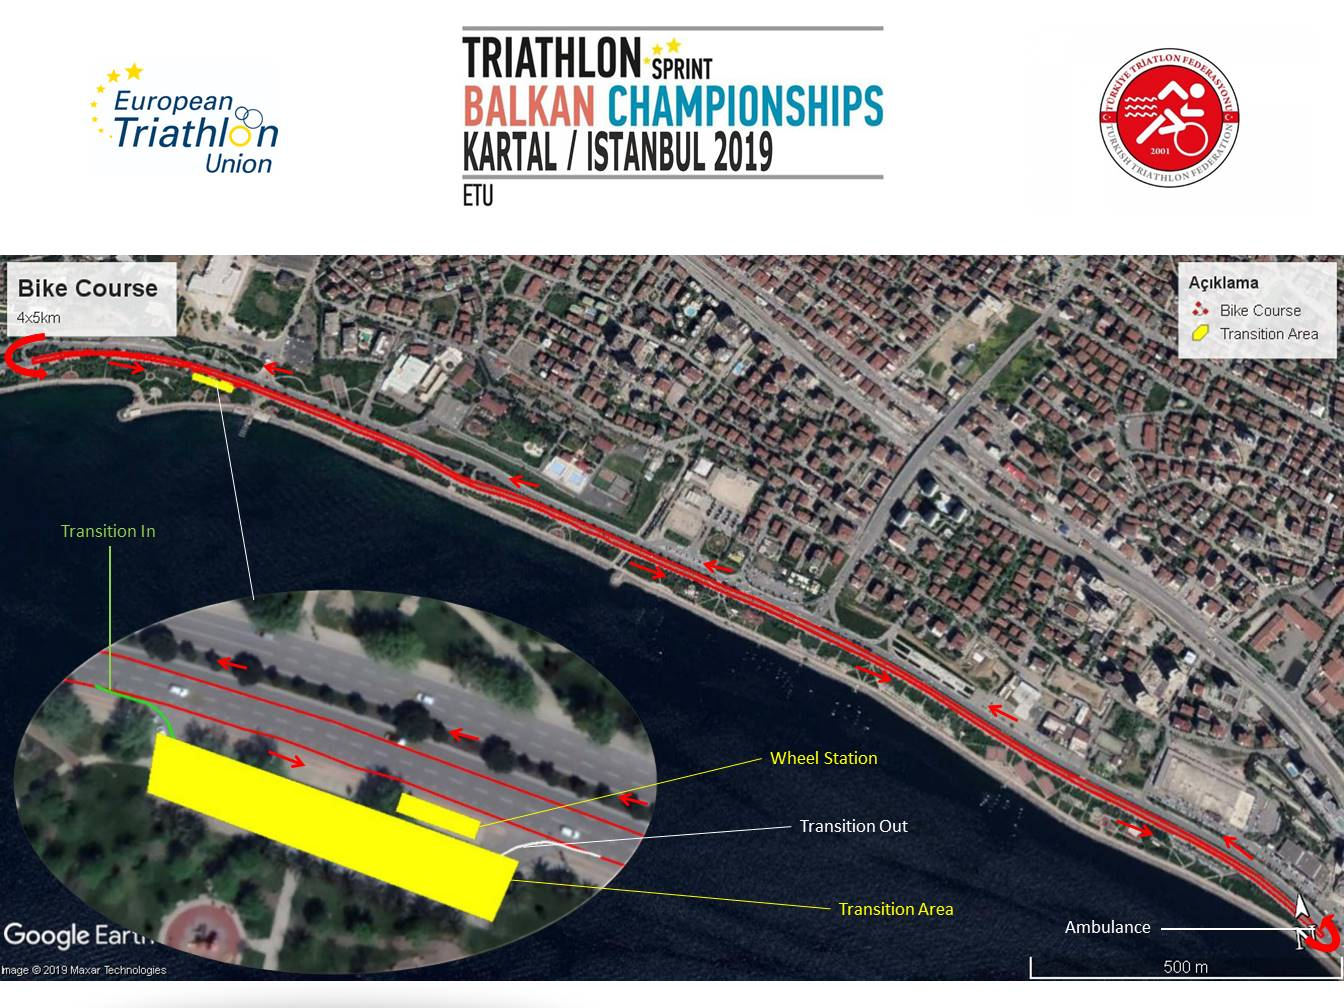 European
Triathlon
Union
TRIATHLON SPRINT
BALKAN CHAMPIONSHIPS
KARTAL / ISTANBUL 2019
ETU
TÜRKİYE TRİATLON FEDERASYONU
2001
TURKISH TRIATHLON FEDERATION
Bike Course
4x5km
Açıklama
Bike Course
Transition Area
Transition In
Wheel Station
Transition Out
Transition Area
Ambulance
N
Google Earth
Image © 2019 Maxar Technologies
500 m